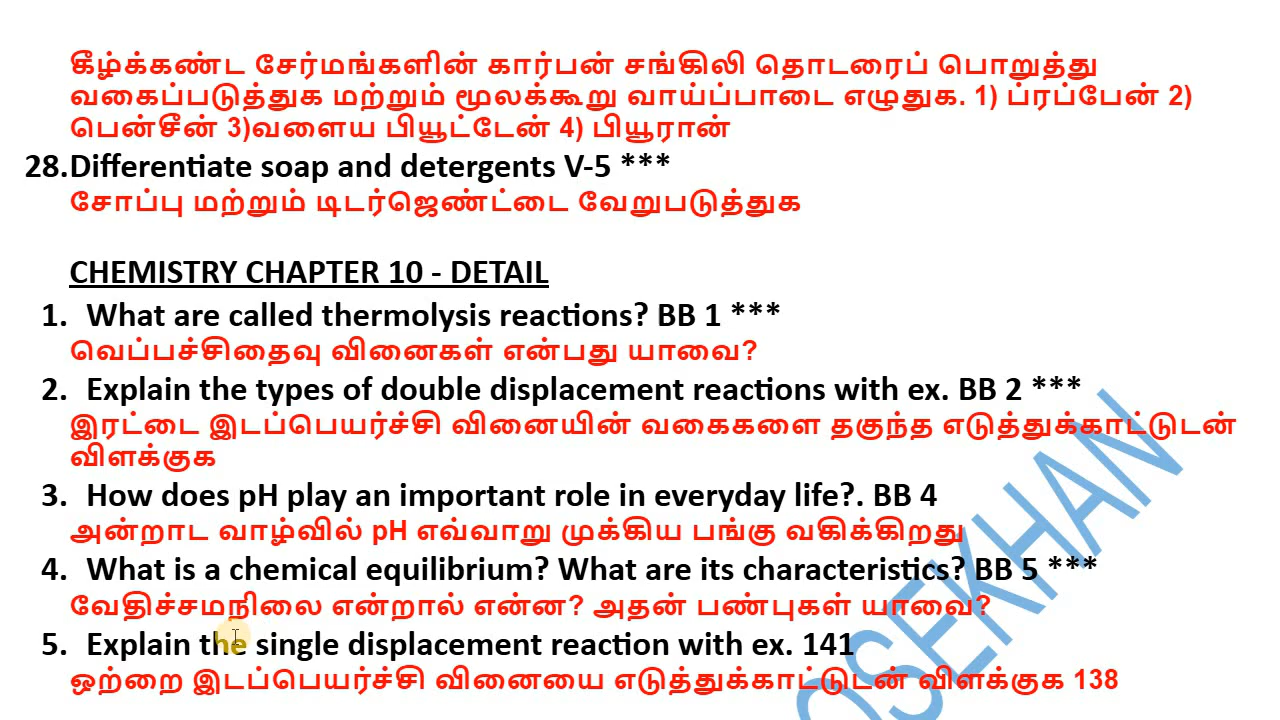 கீழ்க்கண்ட சேர்மங்களின் கார்பன் சங்கிலி தொடரைப் பொறுத்து
வகைப்படுத்துக மற்றும் மூலக்கூறு வாய்ப்பாடை எழுதுக. 1) ப்ரப்பேன் 2)
பென்சீன் 3)வளைய பியூட்டேன் 4) பியூரான்
28.Differentiate soap and detergents V-5 ***
சோப்பு மற்றும் டிடர்ஜெண்ட்டை வேறுபடுத்துக
CHEMISTRY CHAPTER 10 - DETAIL
1. What are called thermolysis reactions? BB 1 ***
வெப்பச்சிதைவு வினைகள் என்பது யாவை?
2. Explain the types of double displacement reactions with ex. BB 2 ***
இரட்டை இடப்பெயர்ச்சி வினையின் வகைகளை தகுந்த எடுத்துக்காட்டுடன்
விளக்குக
3. How does pH play an important role in everyday life?. BB 4
அன்றாட வாழ்வில் pH எவ்வாறு முக்கிய பங்கு வகிக்கிறது
4. What is a chemical equilibrium? What are its characteristics? BB 5 ***
வேதிச்சமநிலை என்றால் என்ன? அதன் பண்புகள் யாவை?
5. Explain the single displacement reaction with ex. 141
ஒற்றை இடப்பெயர்ச்சி வினையை எடுத்துக்காட்டுடன் விளக்குக 138
OSEKHAN